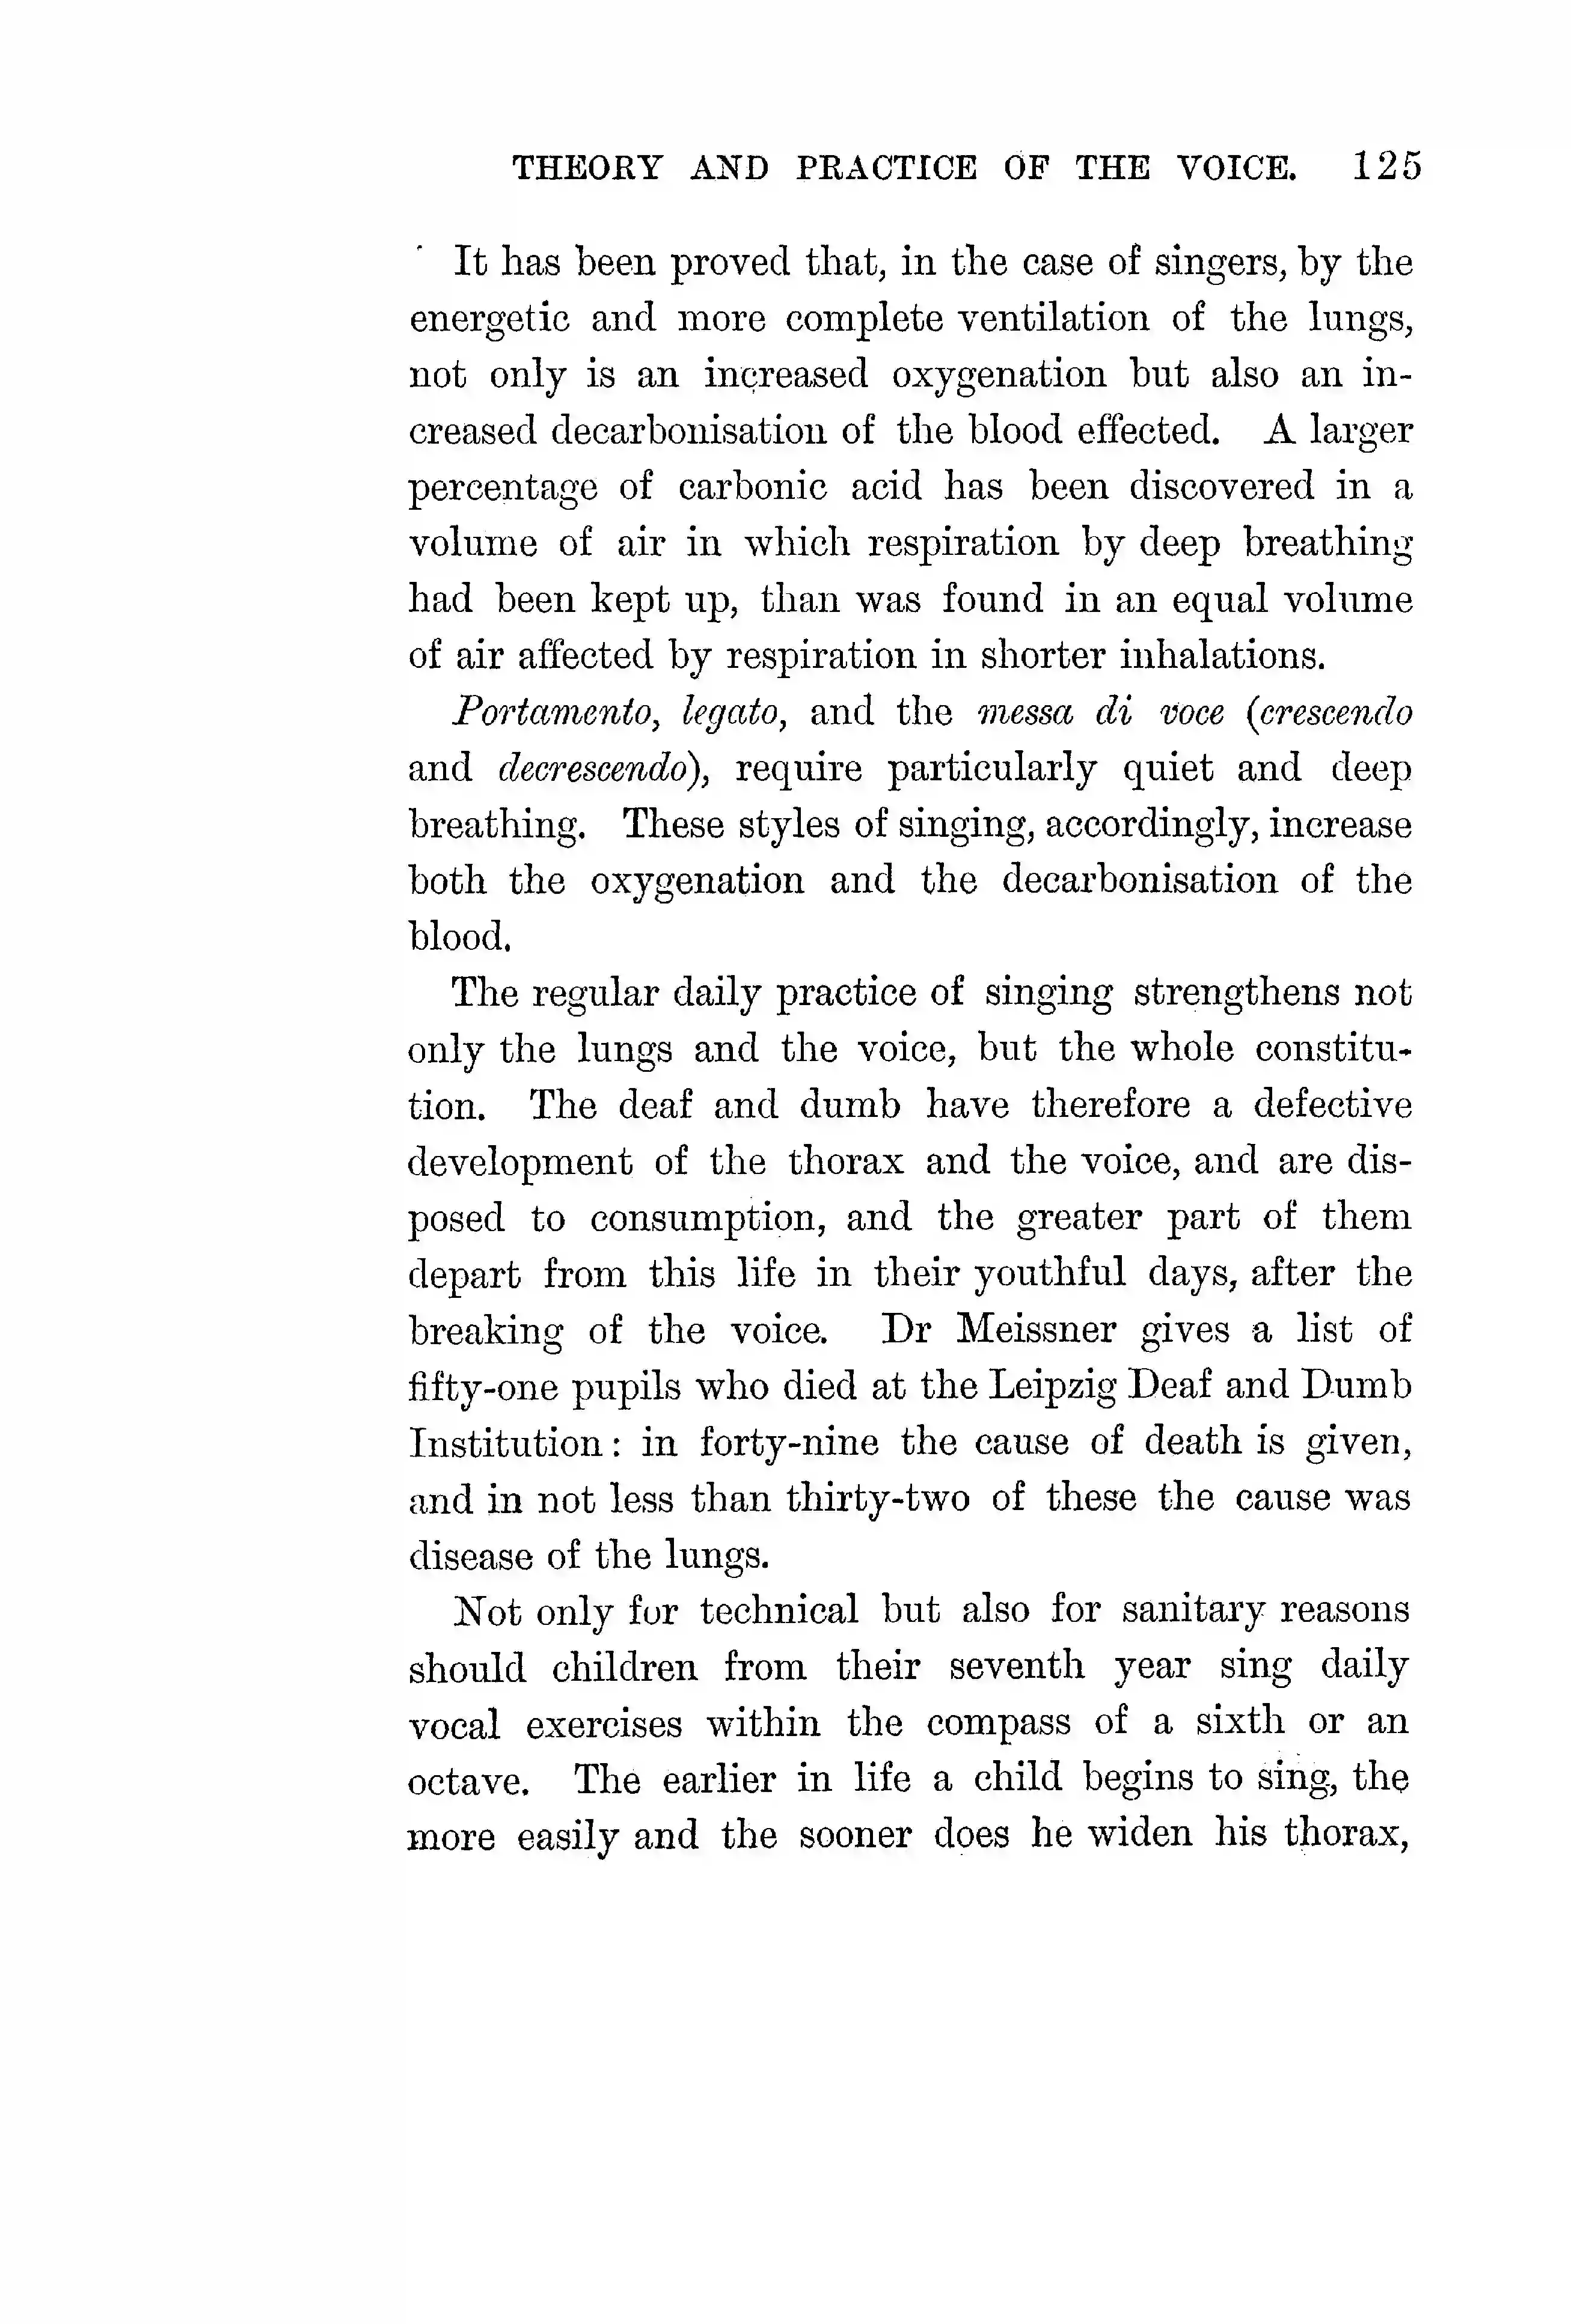 THEORY AND PRACTICE OF THE VOICE. 125
It has been proved that, in the case of singers, by the
energetic and more complete ventilation of the lungs,
not only is an increased oxygenation but also an in-
creased decarbonisation of the blood effected. A larger
percentage of carbonic acid has been discovered in a
volume of air in which respiration by deep breathing
had been kept up, than was found in an equal volume
of air affected by respiration in shorter inhalations.
Portamento, legato, and the messa di voce (crescendo
and decrescendo), require particularly quiet and deep
breathing. These styles of singing, accordingly, increase
both the oxygenation and the decarbonisation of the
blood.
The regular daily practice of singing strengthens not
only the lungs and the voice, but the whole constitu-
tion. The deaf and dumb have therefore a defective
development of the thorax and the voice, and are dis-
posed to consumption, and the greater part of them
depart from this life in their youthful days, after the
breaking of the voice. Dr Meissner gives a list of
fifty-one pupils who died at the Leipzig Deaf and Dumb
Institution: in forty-nine the cause of death is given,
and in not less than thirty-two of these the cause was
disease of the lungs.
Not only for technical but also for sanitary reasons
should children from their seventh year sing daily
vocal exercises within the compass of a sixth or an
octave. The earlier in life a child begins to sing, the
more easily and the sooner does he widen his thorax,